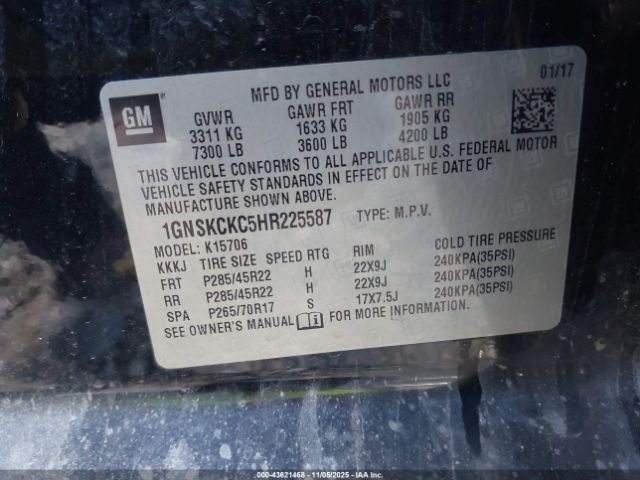 GM
MFD BY GENERAL MOTORS LLC 01/17
GVWR GAWR FRT GAWR RR
3311 KG 1633 KG 1905 KG
7300 LB 3600 LB 4200 LB
THIS VEHICLE CONFORMS TO ALL APPLICABLE U.S. FEDERAL MOTOR
VEHICLE SAFETY STANDARDS IN EFFECT ON THE DATE OF
MANUFACTURE SHOWN ABOVE.
1GNSKCKC5HR225587 TYPE: M.P.V.
MODEL: K15706
KKKJ TIRE SIZE SPEED RTG RIM COLD TIRE PRESSURE
FRT P285/45R22 H 22X9J 240KPA(35PSI)
RR P285/45R22 H 22X9J 240KPA(35PSI)
SPA P265/70R17 S 17X7.5J 240KPA(35PSI)
SEE OWNER'S MANUAL FOR MORE INFORMATION.
000-43621468 - 11/05/2025 - IAAI.COM